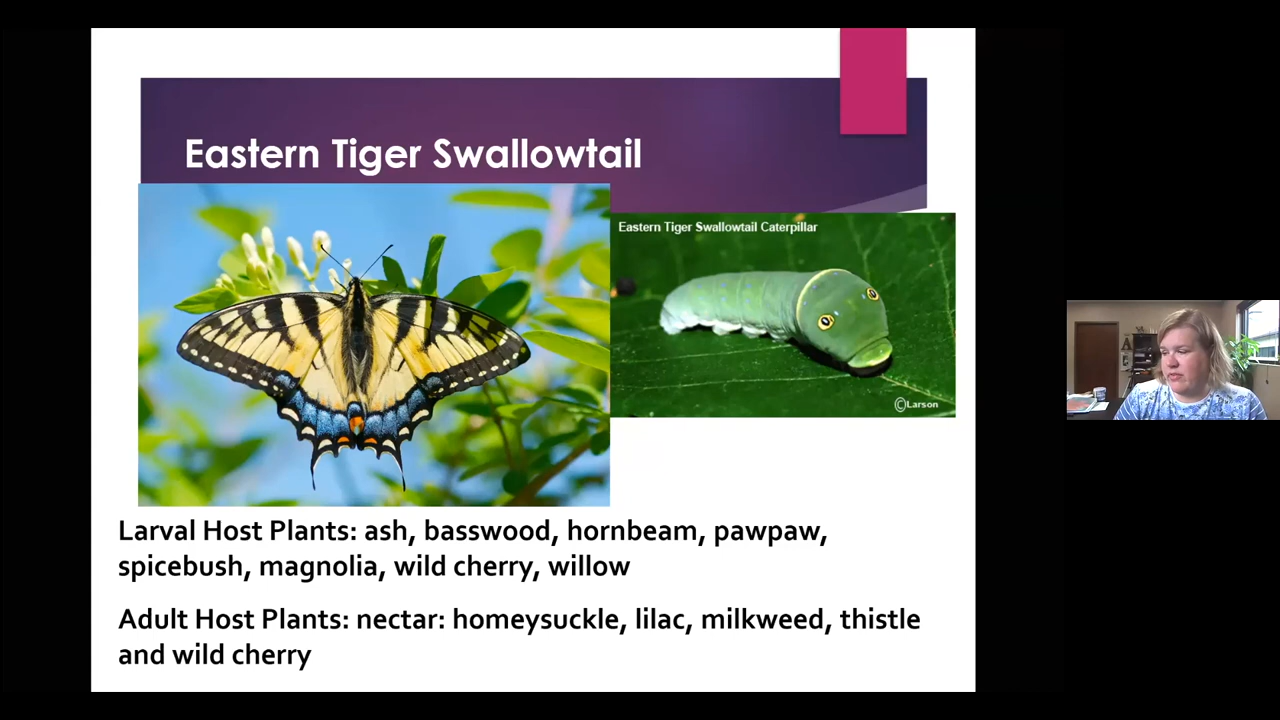 Eastern Tiger Swallowtail
Eastern Tiger Swallowtail Caterpillar
©Larson
Larval Host Plants: ash, basswood, hornbeam, pawpaw,
spicebush, magnolia, wild cherry, willow
Adult Host Plants: nectar: homeysuckle, lilac, milkweed, thistle
and wild cherry